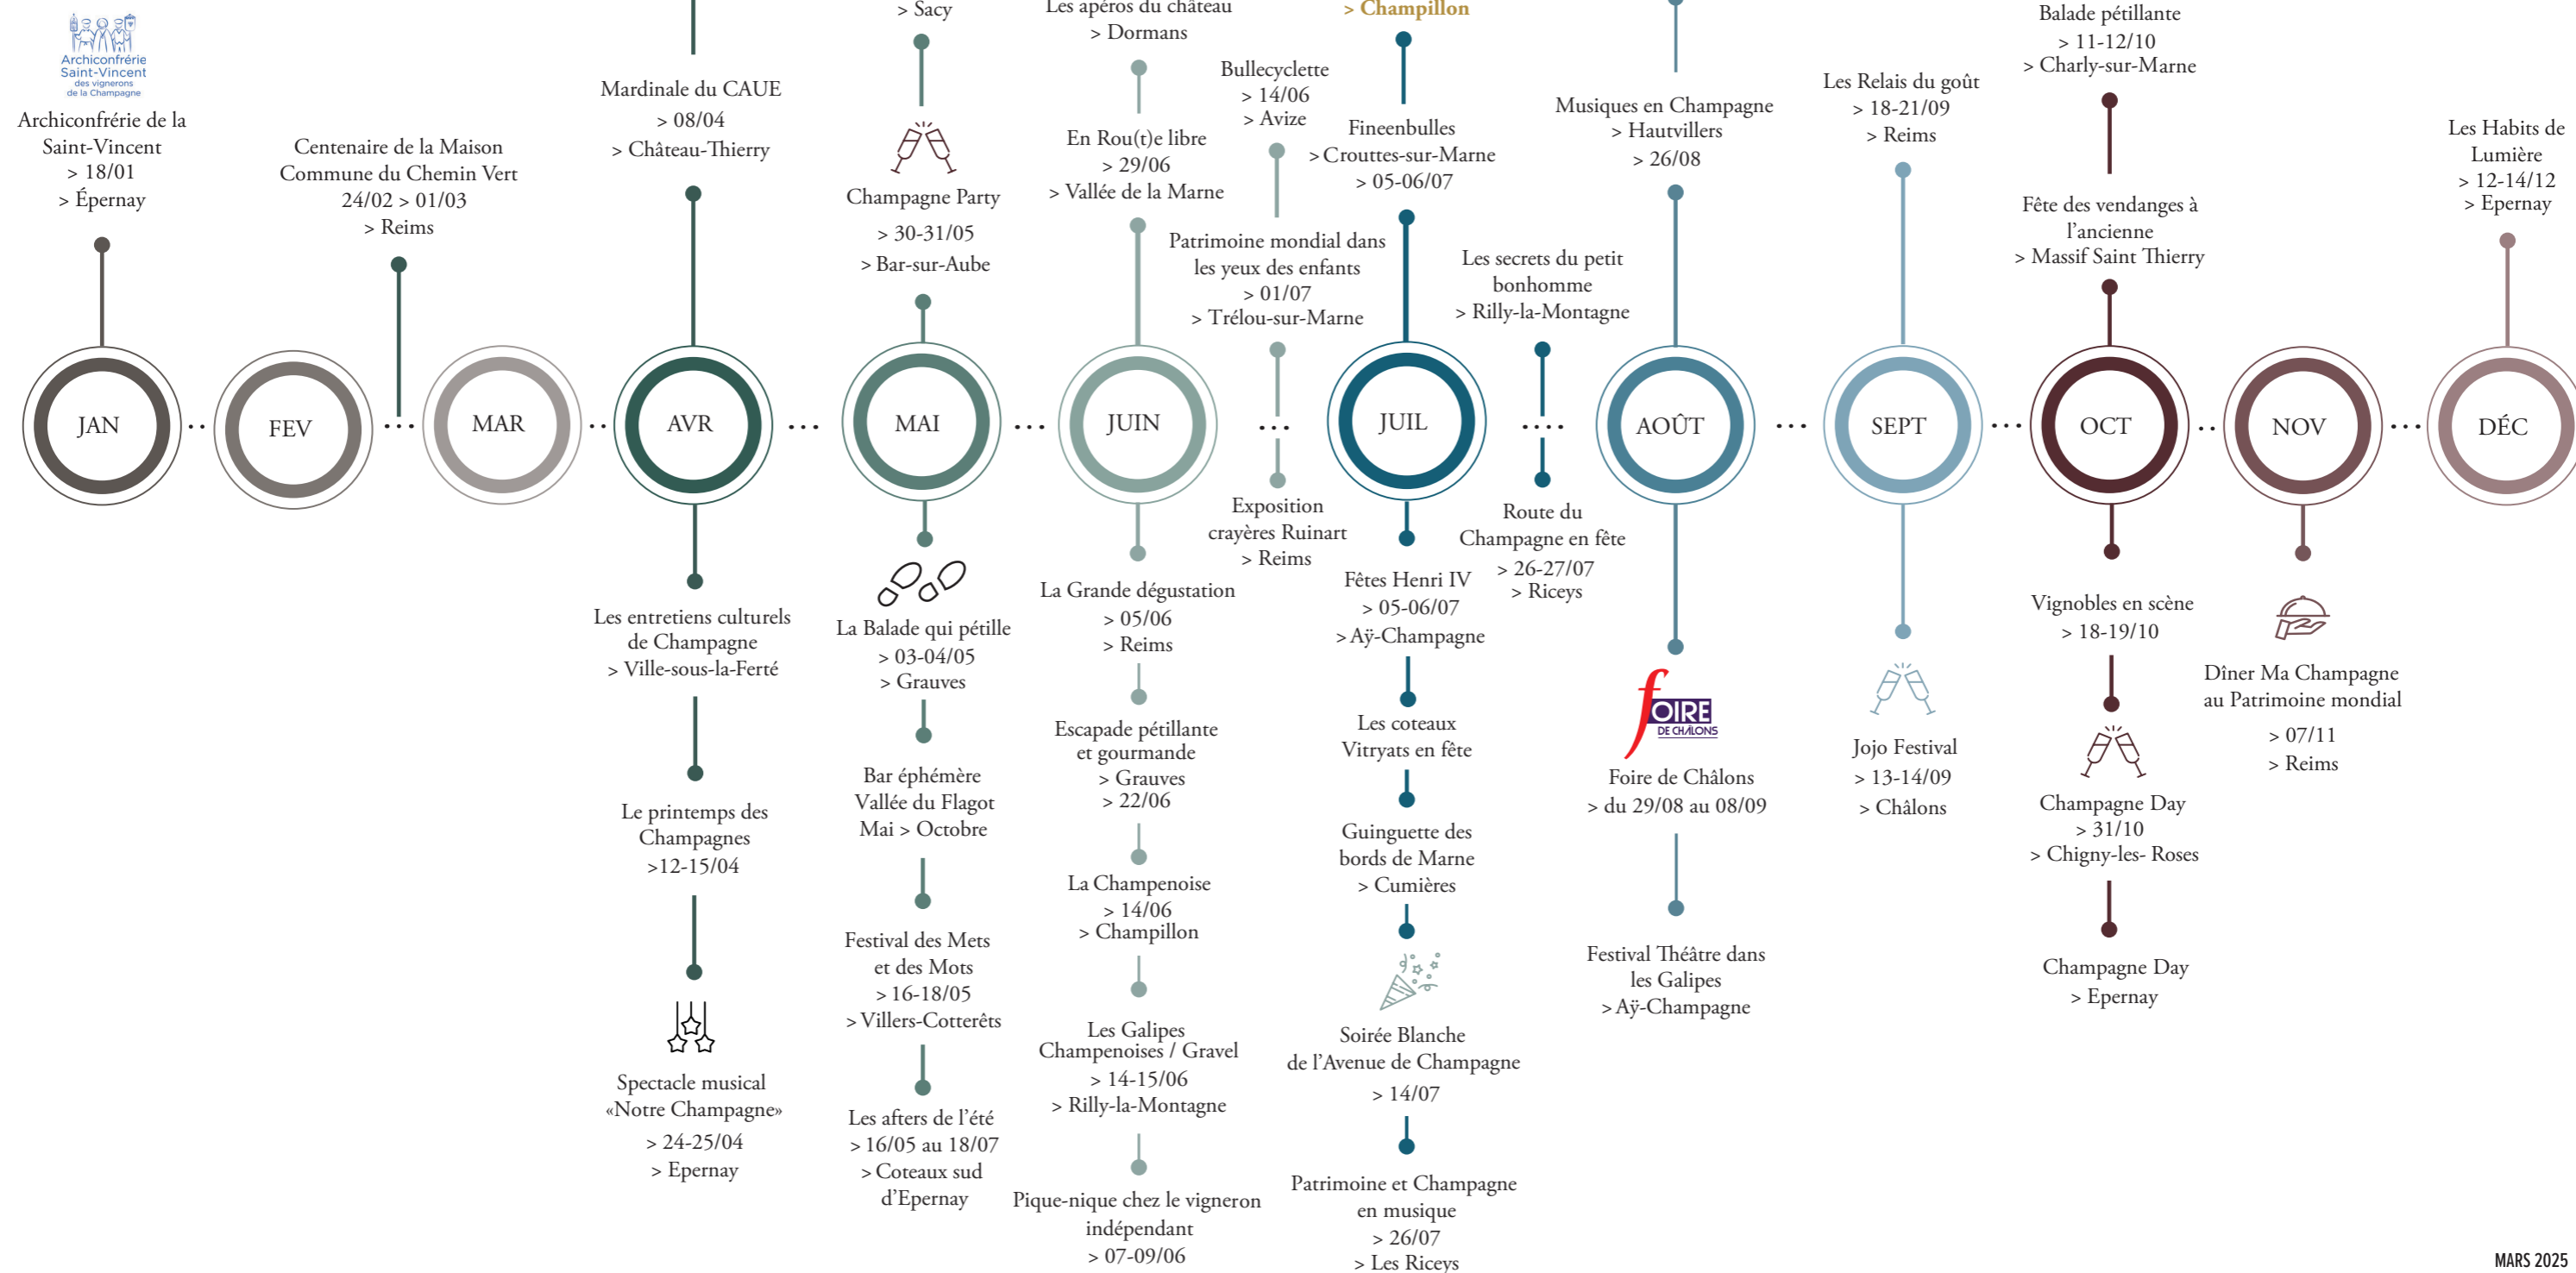 Archiconfrérie
Saint-Vincent
des vignerons
de la Champagne
Archiconfrérie de la
Saint-Vincent
> 18/01
> Épernay
Centenaire de la Maison
Commune du Chemin Vert
24/02 > 01/03
> Reims
Mardinale du CAUE
> 08/04
> Château-Thierry
> Sacy
Champagne Party
> 30-31/05
> Bar-sur-Aube
Les apéros du château
> Dormans
En Rou(t)e libre
> 29/06
> Vallée de la Marne
Bullecyclette
> 14/06
> Avize
Patrimoine mondial dans
les yeux des enfants
> 01/07
> Trélou-sur-Marne
> Champillon
Fineenbulles
> Crouttes-sur-Marne
> 05-06/07
Les secrets du petit
bonhomme
> Rilly-la-Montagne
Musiques en Champagne
> Hautvillers
> 26/08
Les Relais du goût
> 18-21/09
> Reims
Balade pétillante
> 11-12/10
> Charly-sur-Marne
Fête des vendanges à
l'ancienne
> Massif Saint Thierry
Les Habits de
Lumière
> 12-14/12
> Epernay
JAN
FEV
MAR
AVR
MAI
JUIN
JUIL
AOÛT
SEPT
OCT
NOV
DÉC
Les entretiens culturels
de Champagne
> Ville-sous-la-Ferté
Le printemps des
Champagnes
>12-15/04
Spectacle musical
«Notre Champagne»
> 24-25/04
> Epernay
La Balade qui pétille
> 03-04/05
> Grauves
Bar éphémère
Vallée du Flagot
Mai > Octobre
Festival des Mets
et des Mots
> 16-18/05
> Villers-Cotterêts
Les afters de l'été
> 16/05 au 18/07
> Coteaux sud
d'Epernay
La Grande dégustation
> 05/06
> Reims
Escapade pétillante
et gourmande
> Grauves
> 22/06
La Champenoise
> 14/06
> Champillon
Les Galipes
Champenoises / Gravel
> 14-15/06
> Rilly-la-Montagne
Pique-nique chez le vigneron
indépendant
> 07-09/06
Exposition
crayères Ruinart
> Reims
Fêtes Henri IV
> 05-06/07
> Aÿ-Champagne
Les coteaux
Vitryats en fête
Guinguette des
bords de Marne
> Cumières
Soirée Blanche
de l'Avenue de Champagne
> 14/07
Patrimoine et Champagne
en musique
> 26/07
> Les Riceys
Route du
Champagne en fête
> 26-27/07
> Riceys
fOIRE
DE CHÂLONS
Foire de Châlons
> du 29/08 au 08/09
Festival Théâtre dans
les Galipes
> Aÿ-Champagne
Jojo Festival
> 13-14/09
> Châlons
Vignobles en scène
> 18-19/10
Champagne Day
> 31/10
> Chigny-les- Roses
Champagne Day
> Epernay
Dîner Ma Champagne
au Patrimoine mondial
> 07/11
> Reims
MARS 2025